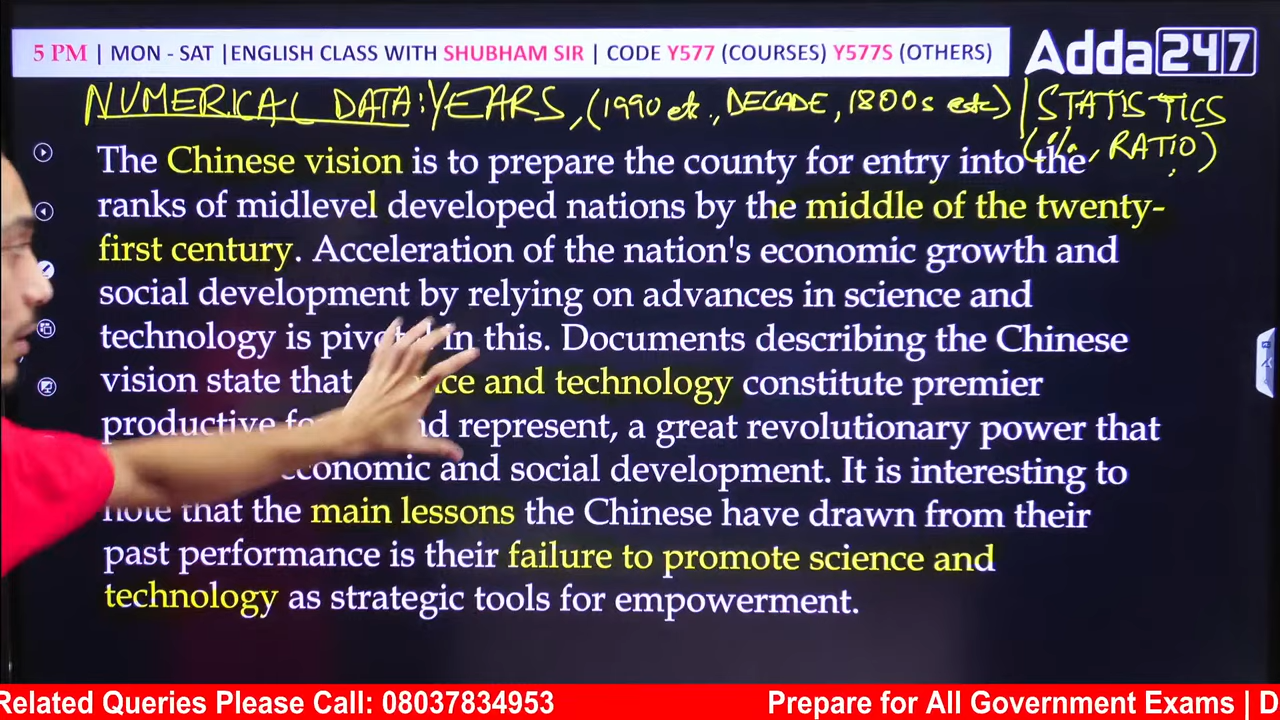 5 PM | MON - SAT |ENGLISH CLASS WITH SHUBHAM SIR | CODE Y577 (COURSES) Y577S (OTHERS)
Adda247
NUMERICAL DATA: YEARS, (1990 etc., DECADE, 1800s etc) | STATISTICS
(%, RATIO)
The Chinese vision is to prepare the county for entry into the
ranks of midlevel developed nations by the middle of the twenty-
first century. Acceleration of the nation's economic growth and
social development by relying on advances in science and
technology is pivotal in this. Documents describing the Chinese
vision state that and technology constitute premier
productive represent, a great revolutionary power that
economic and social development. It is interesting to
note that the main lessons the Chinese have drawn from their
past performance is their failure to promote science and
technology as strategic tools for empowerment.
Related Queries Please Call: 08037834953 Prepare for All Government Exams |